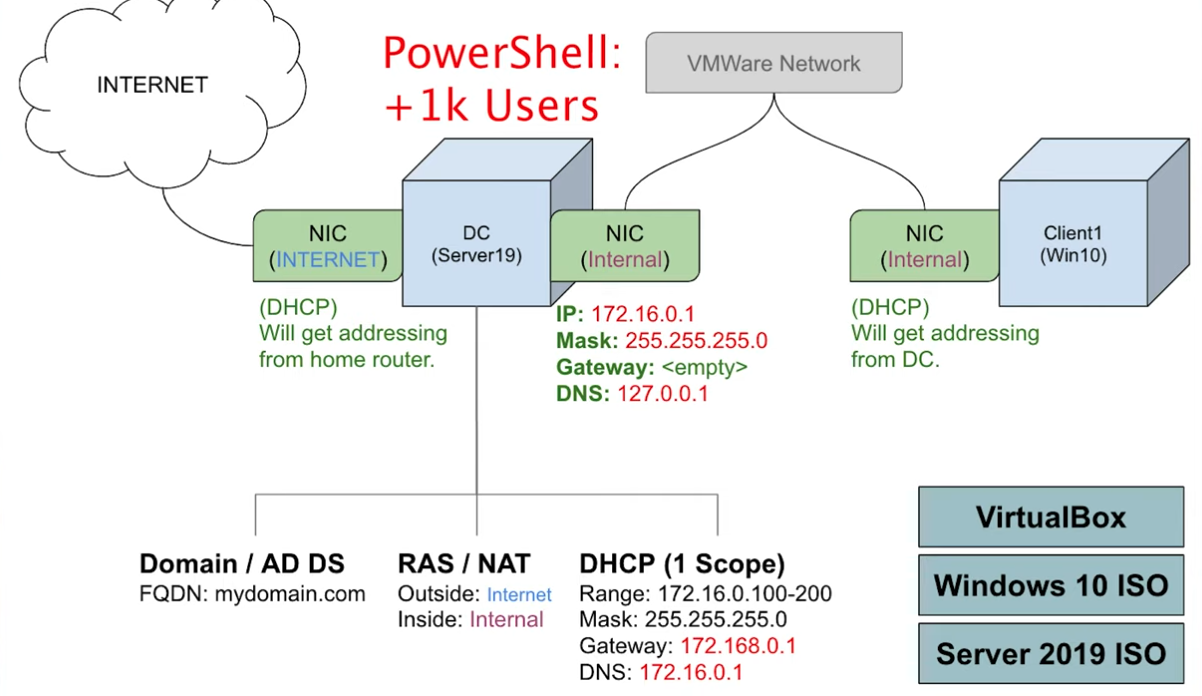 INTERNET
PowerShell:
+1k Users
VMWare Network
NIC
(INTERNET)
DC
(Server19)
NIC
(Internal)
NIC
(Internal)
Client1
(Win10)
(DHCP)
Will get addressing
from home router.
IP: 172.16.0.1
Mask: 255.255.255.0
Gateway: <empty>
DNS: 127.0.0.1
(DHCP)
Will get addressing
from DC.
Domain / AD DS
FQDN: mydomain.com
RAS / NAT
Outside: Internet
Inside: Internal
DHCP (1 Scope)
Range: 172.16.0.100-200
Mask: 255.255.255.0
Gateway: 172.168.0.1
DNS: 172.16.0.1
VirtualBox
Windows 10 ISO
Server 2019 ISO